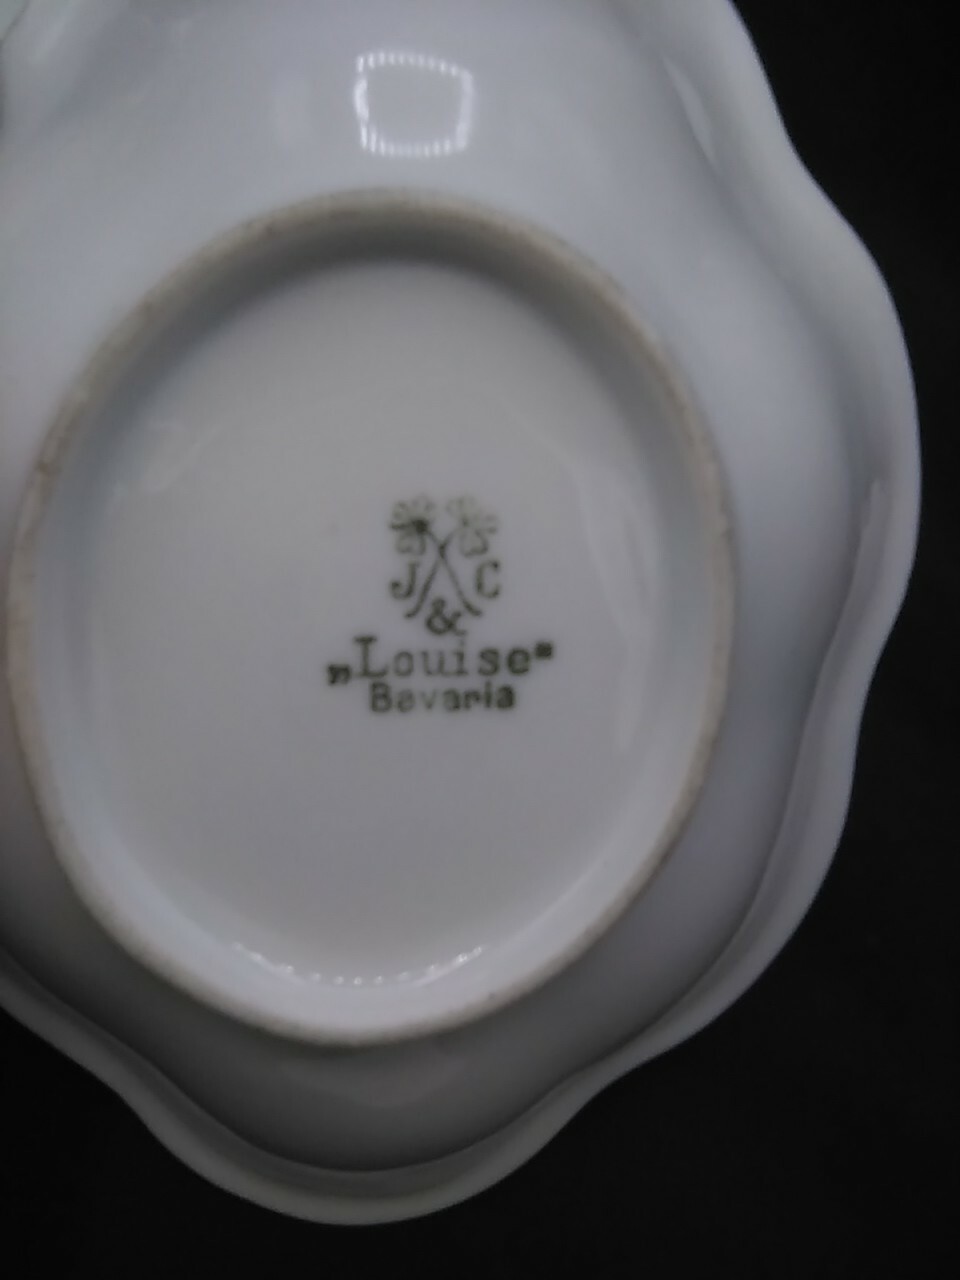 J & C
„Louise“
Bavaria